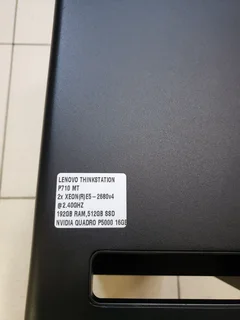 LENOVO THINKSTATION
P710 MT
2x XEON(R)E5-2680v4
@2.40GHZ
192GB RAM,512GB SSD
NVIDIA QUADRO P5000 16GB